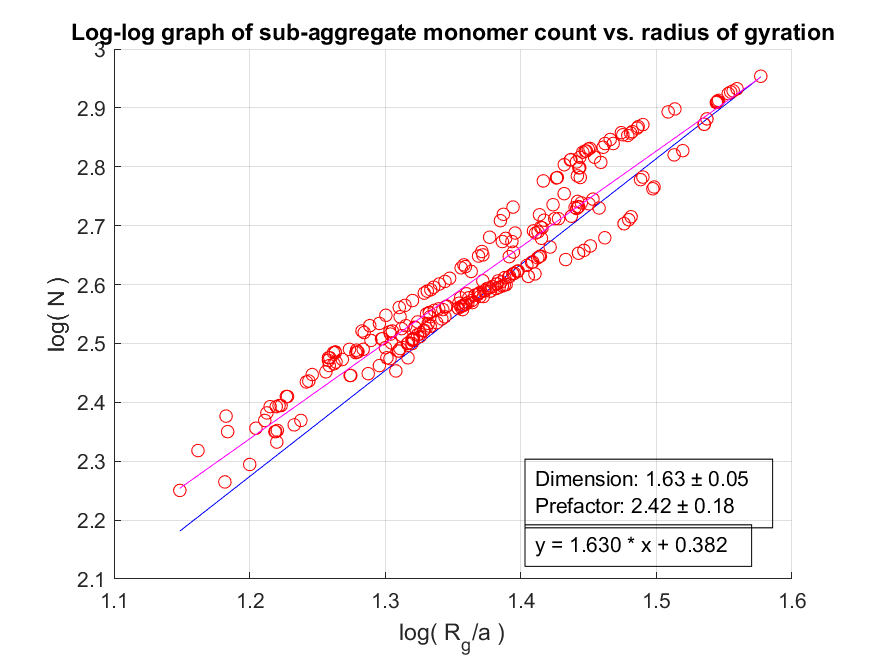 Log-log graph of sub-aggregate monomer count vs. radius of gyration
3
2.9
2.8
2.7
2.6
2.5
2.4
2.3
2.2
2.1
log( N )
Dimension: 1.63 ± 0.05
Prefactor: 2.42 ± 0.18
y = 1.630 * x + 0.382
1.1 1.2 1.3 1.4 1.5 1.6
log( R_g/a )